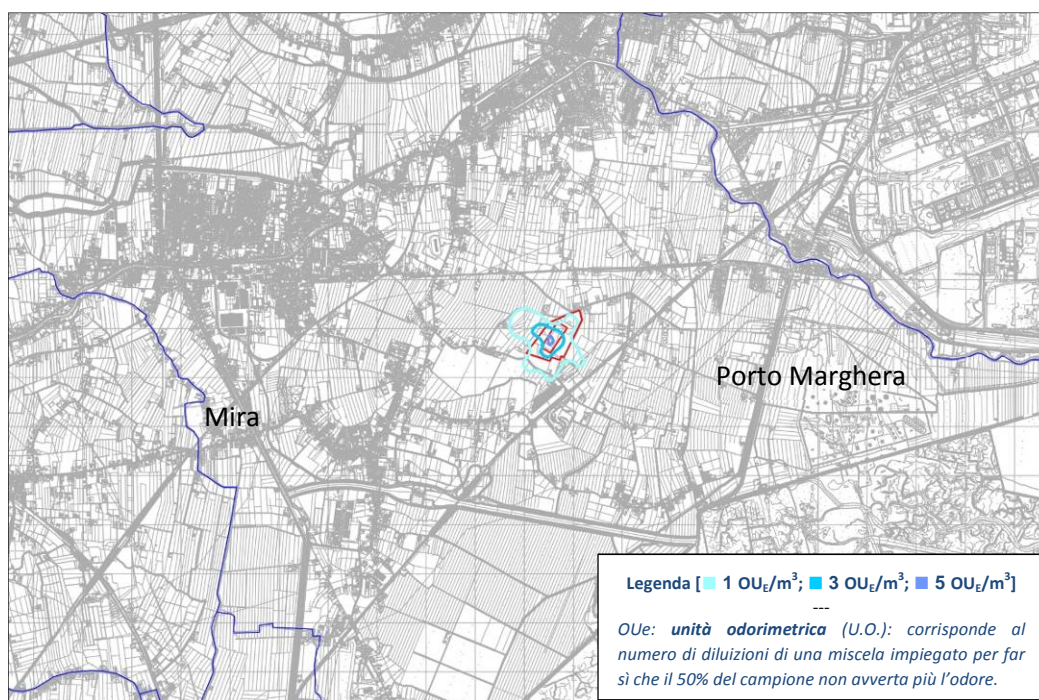 Mira
Porto Marghera
Legenda [ 1 OUE/m³; 3 OUE/m³; 5 OUE/m³]
---
OUe: unità odorimetrica (U.O.): corrisponde al
numero di diluizioni di una miscela impiegato per far
sì che il 50% del campione non avverta più l'odore.